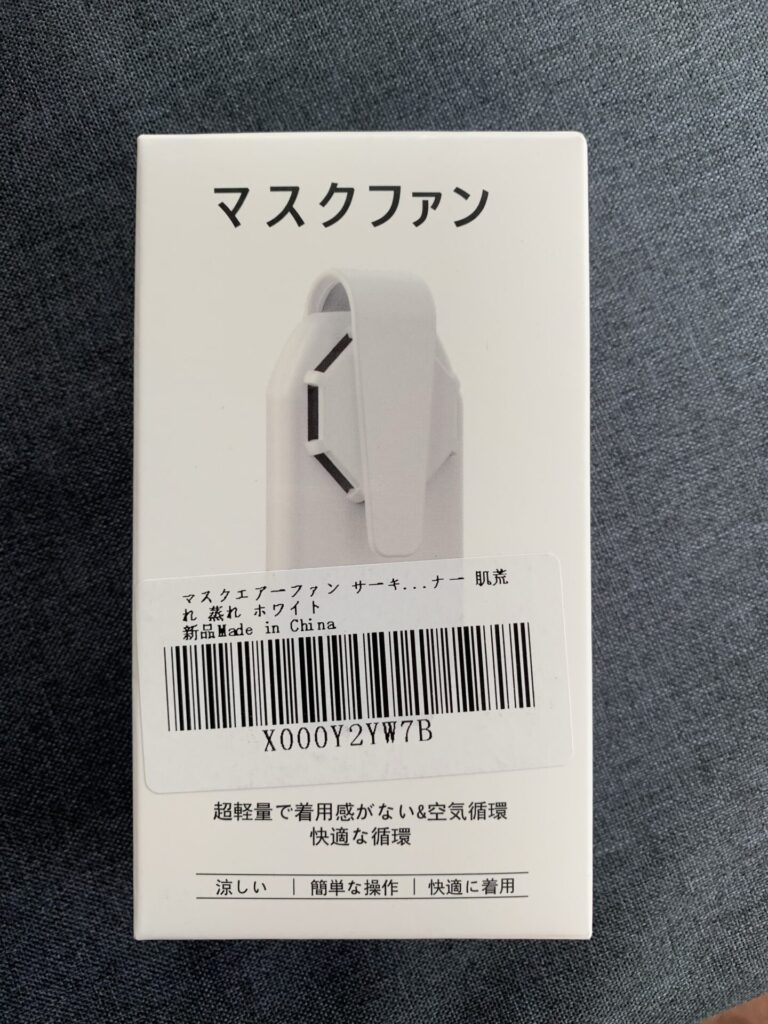 マスクファン
マスクエアーファン サーキ...ナー 肌荒
れ 蒸れ ホワイト
新品Made in China
X000Y2YW7B
超軽量で着用感がない&空気循環
快適な循環
涼しい | 簡単な操作 | 快適に着用